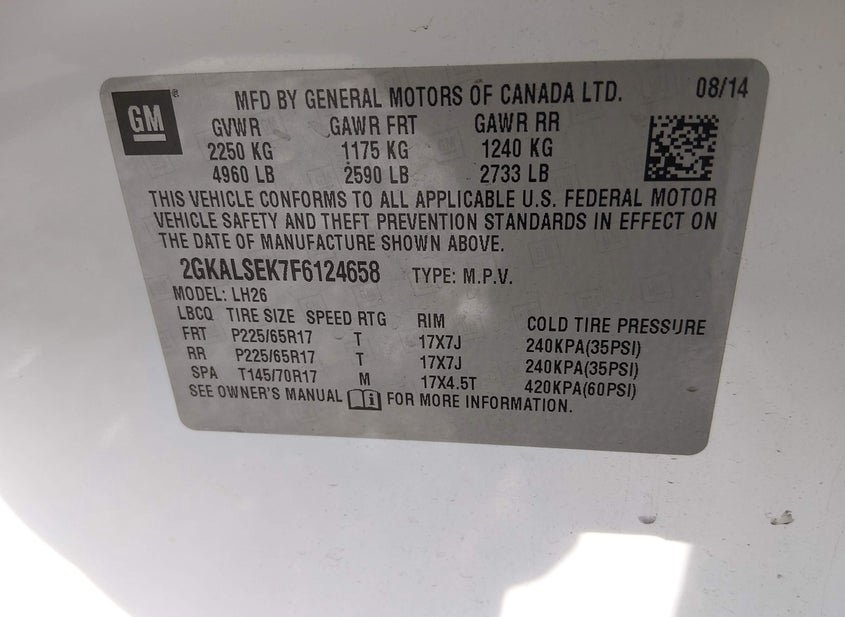 GM ® MFD BY GENERAL MOTORS OF CANADA LTD. 08/14
GVWR GAWR FRT GAWR RR
2250 KG 1175 KG 1240 KG
4960 LB 2590 LB 2733 LB
THIS VEHICLE CONFORMS TO ALL APPLICABLE U.S. FEDERAL MOTOR
VEHICLE SAFETY AND THEFT PREVENTION STANDARDS IN EFFECT ON
THE DATE OF MANUFACTURE SHOWN ABOVE.
2GKALSEK7F6124658 TYPE: M.P.V.
MODEL: LH26
LBCQ TIRE SIZE SPEED RTG RIM COLD TIRE PRESSURE
FRT P225/65R17 T 17X7J 240KPA(35PSI)
RR P225/65R17 T 17X7J 240KPA(35PSI)
SPA T145/70R17 M 17X4.5T 420KPA(60PSI)
SEE OWNER'S MANUAL i FOR MORE INFORMATION.